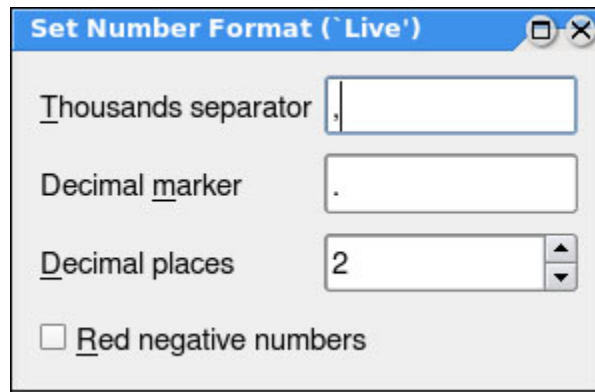 Set Number Format (`Live')
Thousands separator ,
Decimal marker .
Decimal places 2
Red negative numbers